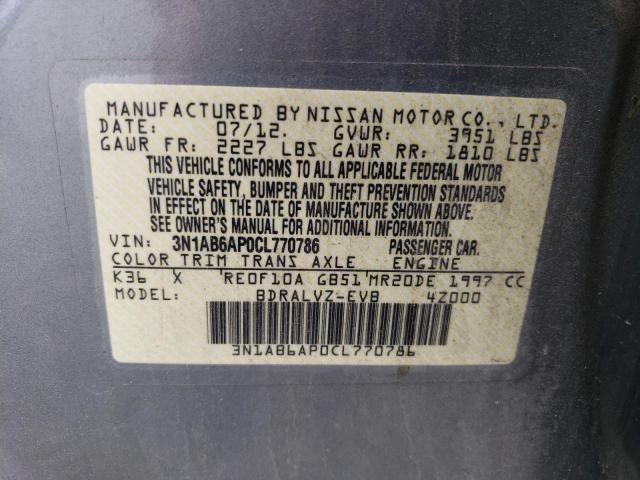 MANUFACTURED BY NISSAN MOTOR CO., LTD.
DATE: 07/12. GVWR: 3951 LBS
GAWR FR: 2227 LBS GAWR RR: 1810 LBS
THIS VEHICLE CONFORMS TO ALL APPLICABLE FEDERAL MOTOR
VEHICLE SAFETY, BUMPER AND THEFT PREVENTION STANDARDS
IN EFFECT ON THE DATE OF MANUFACTURE SHOWN ABOVE.
SEE OWNER'S MANUAL FOR ADDITIONAL INFORMATION.
VIN: 3N1AB6AP0CL770786 PASSENGER CAR.
COLOR TRIM TRANS AXLE ENGINE
K36 X RE0F10A GB51 MR20DE 1997 CC
MODEL: BDRALVZ-EVB 4Z000
3N1AB6AP0CL770786